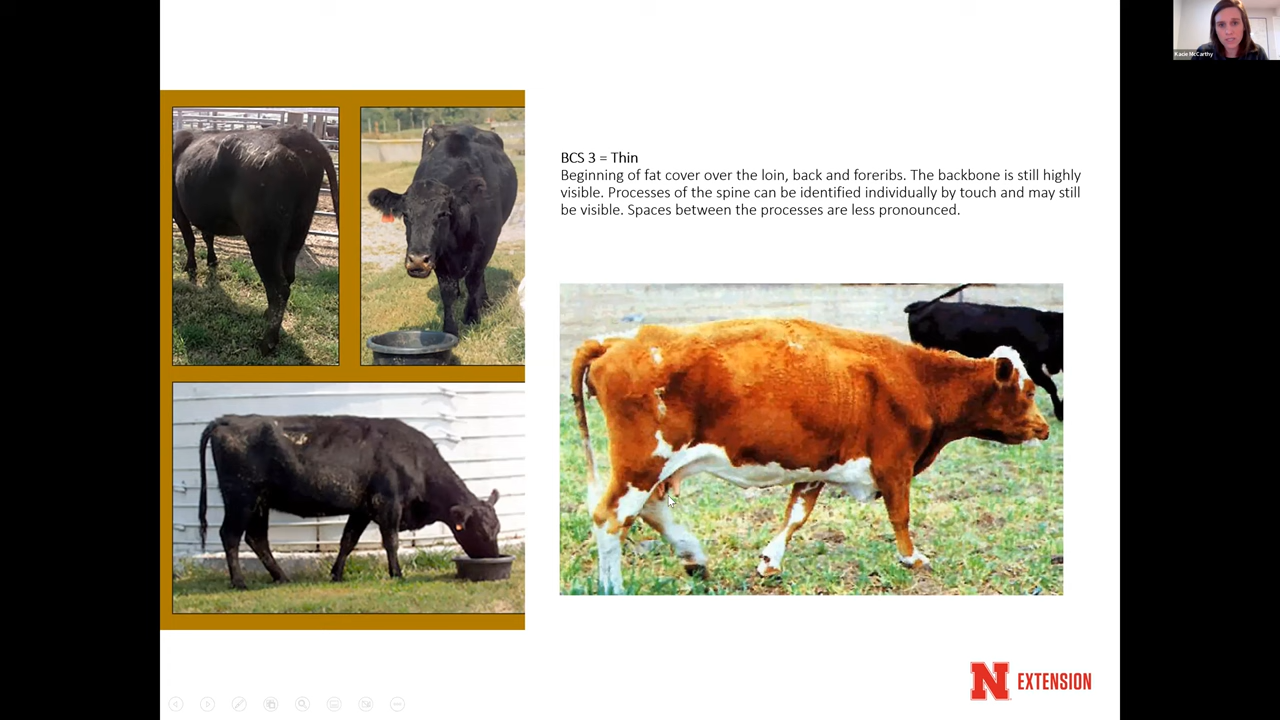 Kacie McCarthy
BCS 3 = Thin
Beginning of fat cover over the loin, back and foreribs. The backbone is still highly
visible. Processes of the spine can be identified individually by touch and may still
be visible. Spaces between the processes are less pronounced.
N EXTENSION